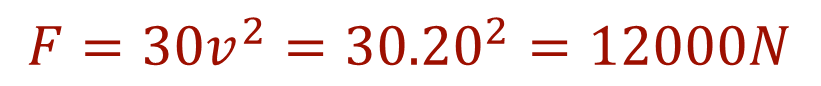 F = 30v² = 30.20² = 12000N